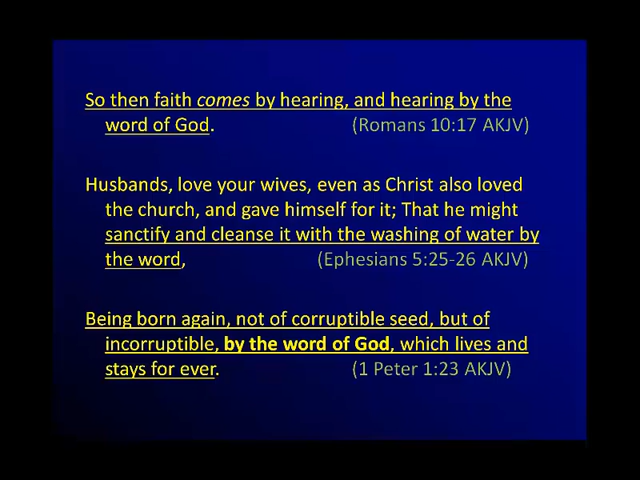 So then faith comes by hearing, and hearing by the
word of God. (Romans 10:17 AKJV)
Husbands, love your wives, even as Christ also loved
the church, and gave himself for it; That he might
sanctify and cleanse it with the washing of water by
the word, (Ephesians 5:25-26 AKJV)
Being born again, not of corruptible seed, but of
incorruptible, by the word of God, which lives and
stays for ever. (1 Peter 1:23 AKJV)